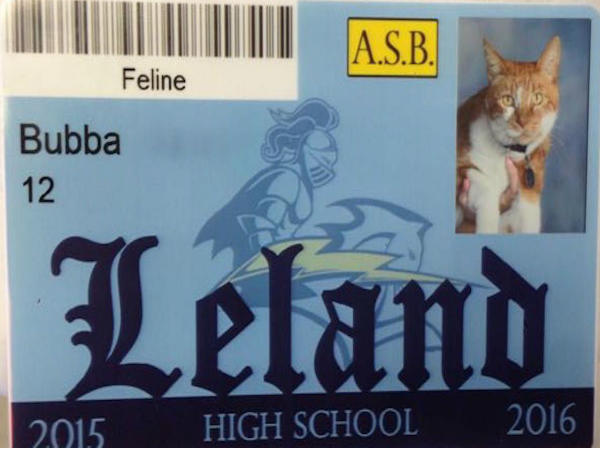 A.S.B.
Feline
Bubba
12
Leland
2015 HIGH SCHOOL 2016